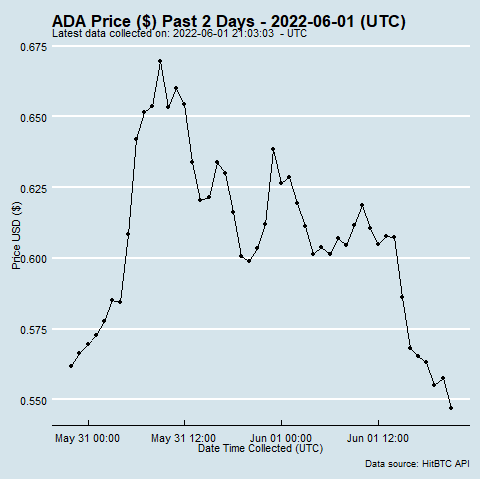 ADA Price ($) Past 2 Days - 2022-06-01 (UTC)
Latest data collected on: 2022-06-01 21:03:03  - UTC
0.675
0.650
0.625
0.600
0.575
0.550
Price USD ($)
May 31 00:00
May 31 12:00
Jun 01 00:00
Jun 01 12:00
Date Time Collected (UTC)
Data source: HitBTC API